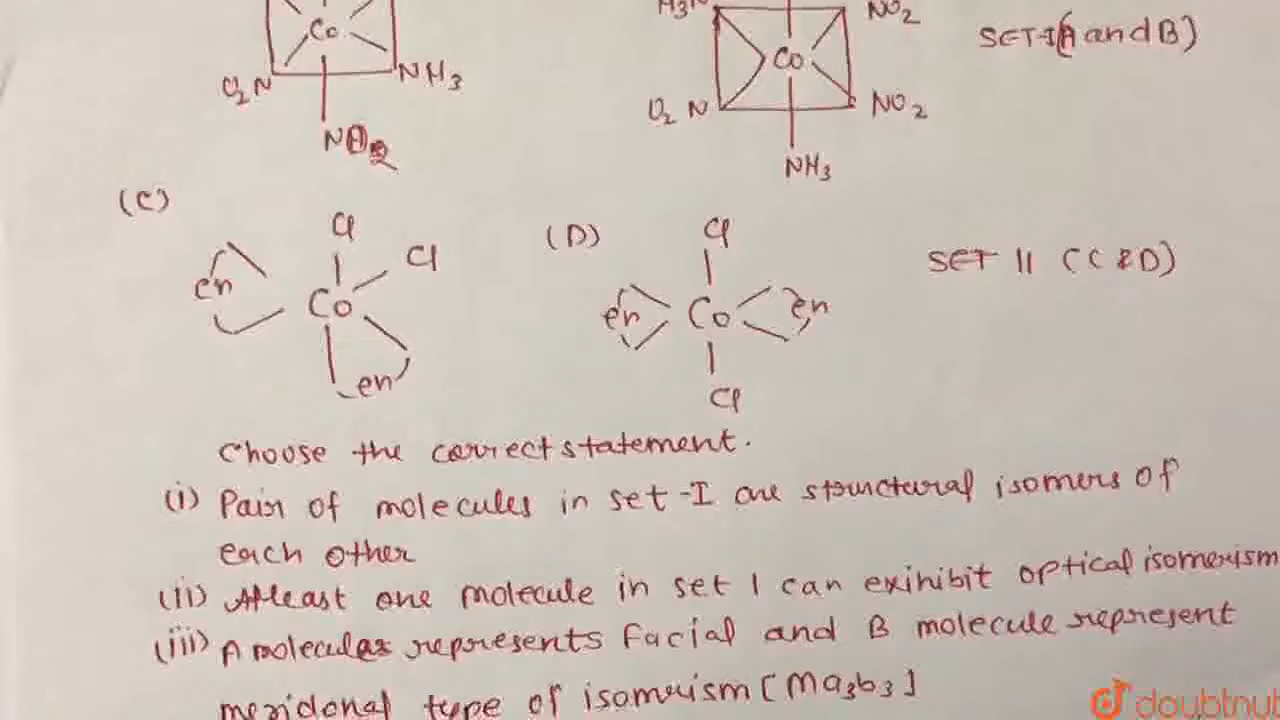 H3N NO2
Co Co
SET-I(A and B)
O2N NH3
O2N NO2
NH3
(C)
Cl
Cl
en
Co
en
(D)
Cl
en Co en
Cl
SET II (C & D)
choose the correct statement.
(i) Pair of molecules in set-I are structural isomers of
each other
(ii) Atleast one molecule in set I can exihibit optical isomerism
(iii) A molecules represents facial and B molecule represent
meridonal type of isomerism [Ma3b3]
doubtnut